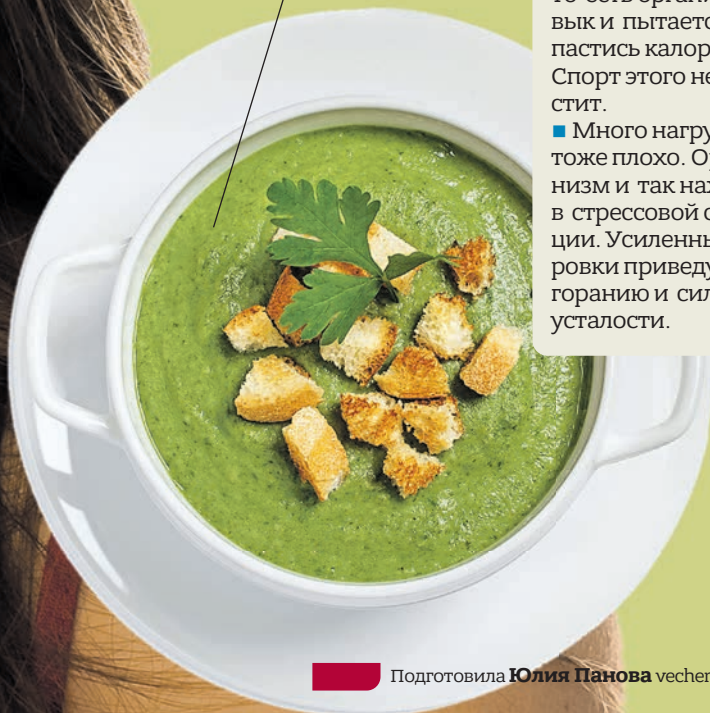 вык и пытаетс
пастись калор
Спорт этого не
стит.
■ Много нагру
тоже плохо. Ор
низм и так нах
в стрессовой с
ции. Усиленны
ровки приведу
горанию и сил
усталости.
Подготовила Юлия Панова vecher